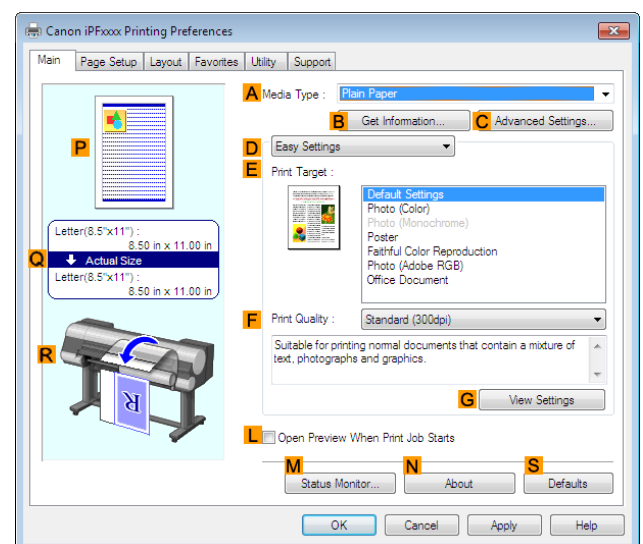 Canon iPFxxxx Printing Preferences
Main Page Setup Layout Favorites Utility Support
A Media Type : Plain Paper
B Get Information... C Advanced Settings...
P
D Easy Settings
E Print Target :
Default Settings
Photo (Color)
Photo (Monochrome)
Poster
Faithful Color Reproduction
Photo (Adobe RGB)
Office Document
Letter(8.5"x11") :
8.50 in x 11.00 in
Q Actual Size
Letter(8.5"x11") :
8.50 in x 11.00 in
F Print Quality : Standard (300dpi)
Suitable for printing normal documents that contain a mixture of
text, photographs and graphics.
R
R
G View Settings
L Open Preview When Print Job Starts
M Status Monitor... N About S Defaults
OK Cancel Apply Help